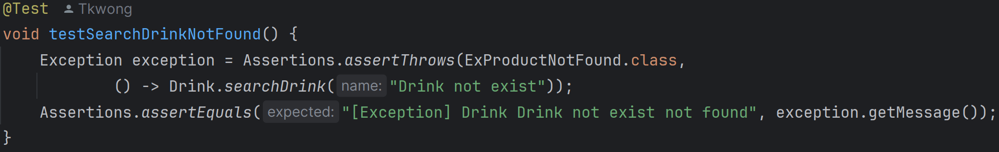 @Test Tkwong
void testSearchDrinkNotFound() {
Exception exception = Assertions.assertThrows(ExProductNotFound.class,
() -> Drink.searchDrink( name: "Drink not exist"));
Assertions.assertEquals( expected: "[Exception] Drink Drink not exist not found", exception.getMessage());
}